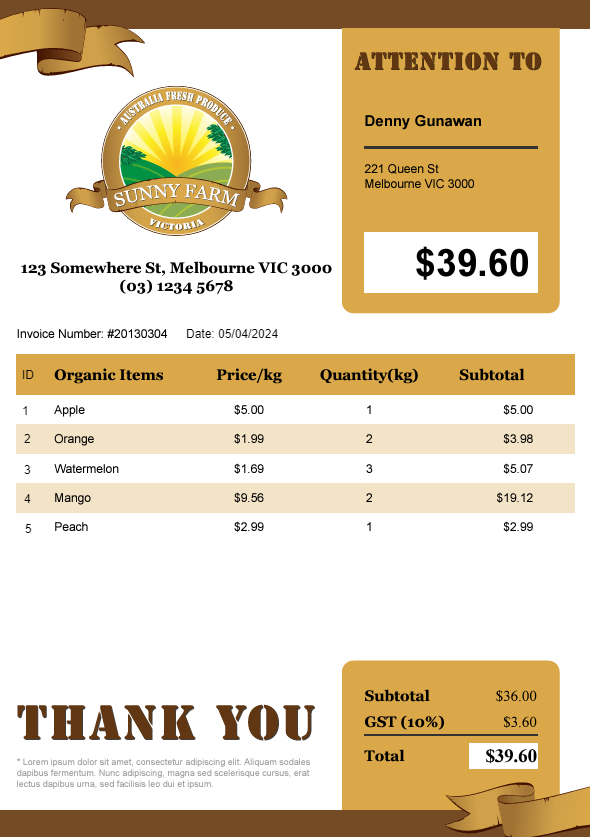 ATTENTION TO
AUSTRALIA FRESH PRODUCE
SUNNY FARM
VICTORIA
Denny Gunawan
221 Queen St
Melbourne VIC 3000
$39.60
123 Somewhere St, Melbourne VIC 3000
(03) 1234 5678
Invoice Number: #20130304 Date: 05/04/2024
ID Organic Items Price/kg Quantity(kg) Subtotal
1 Apple $5.00 1 $5.00
2 Orange $1.99 2 $3.98
3 Watermelon $1.69 3 $5.07
4 Mango $9.56 2 $19.12
5 Peach $2.99 1 $2.99
THANK YOU
* Lorem ipsum dolor sit amet, consectetur adipiscing elit. Aliquam sodales
dapibus fermentum. Nunc adipiscing, magna sed scelerisque cursus, erat
lectus dapibus urna, sed facilisis leo dui et ipsum.
Subtotal $36.00
GST (10%) $3.60
Total $39.60